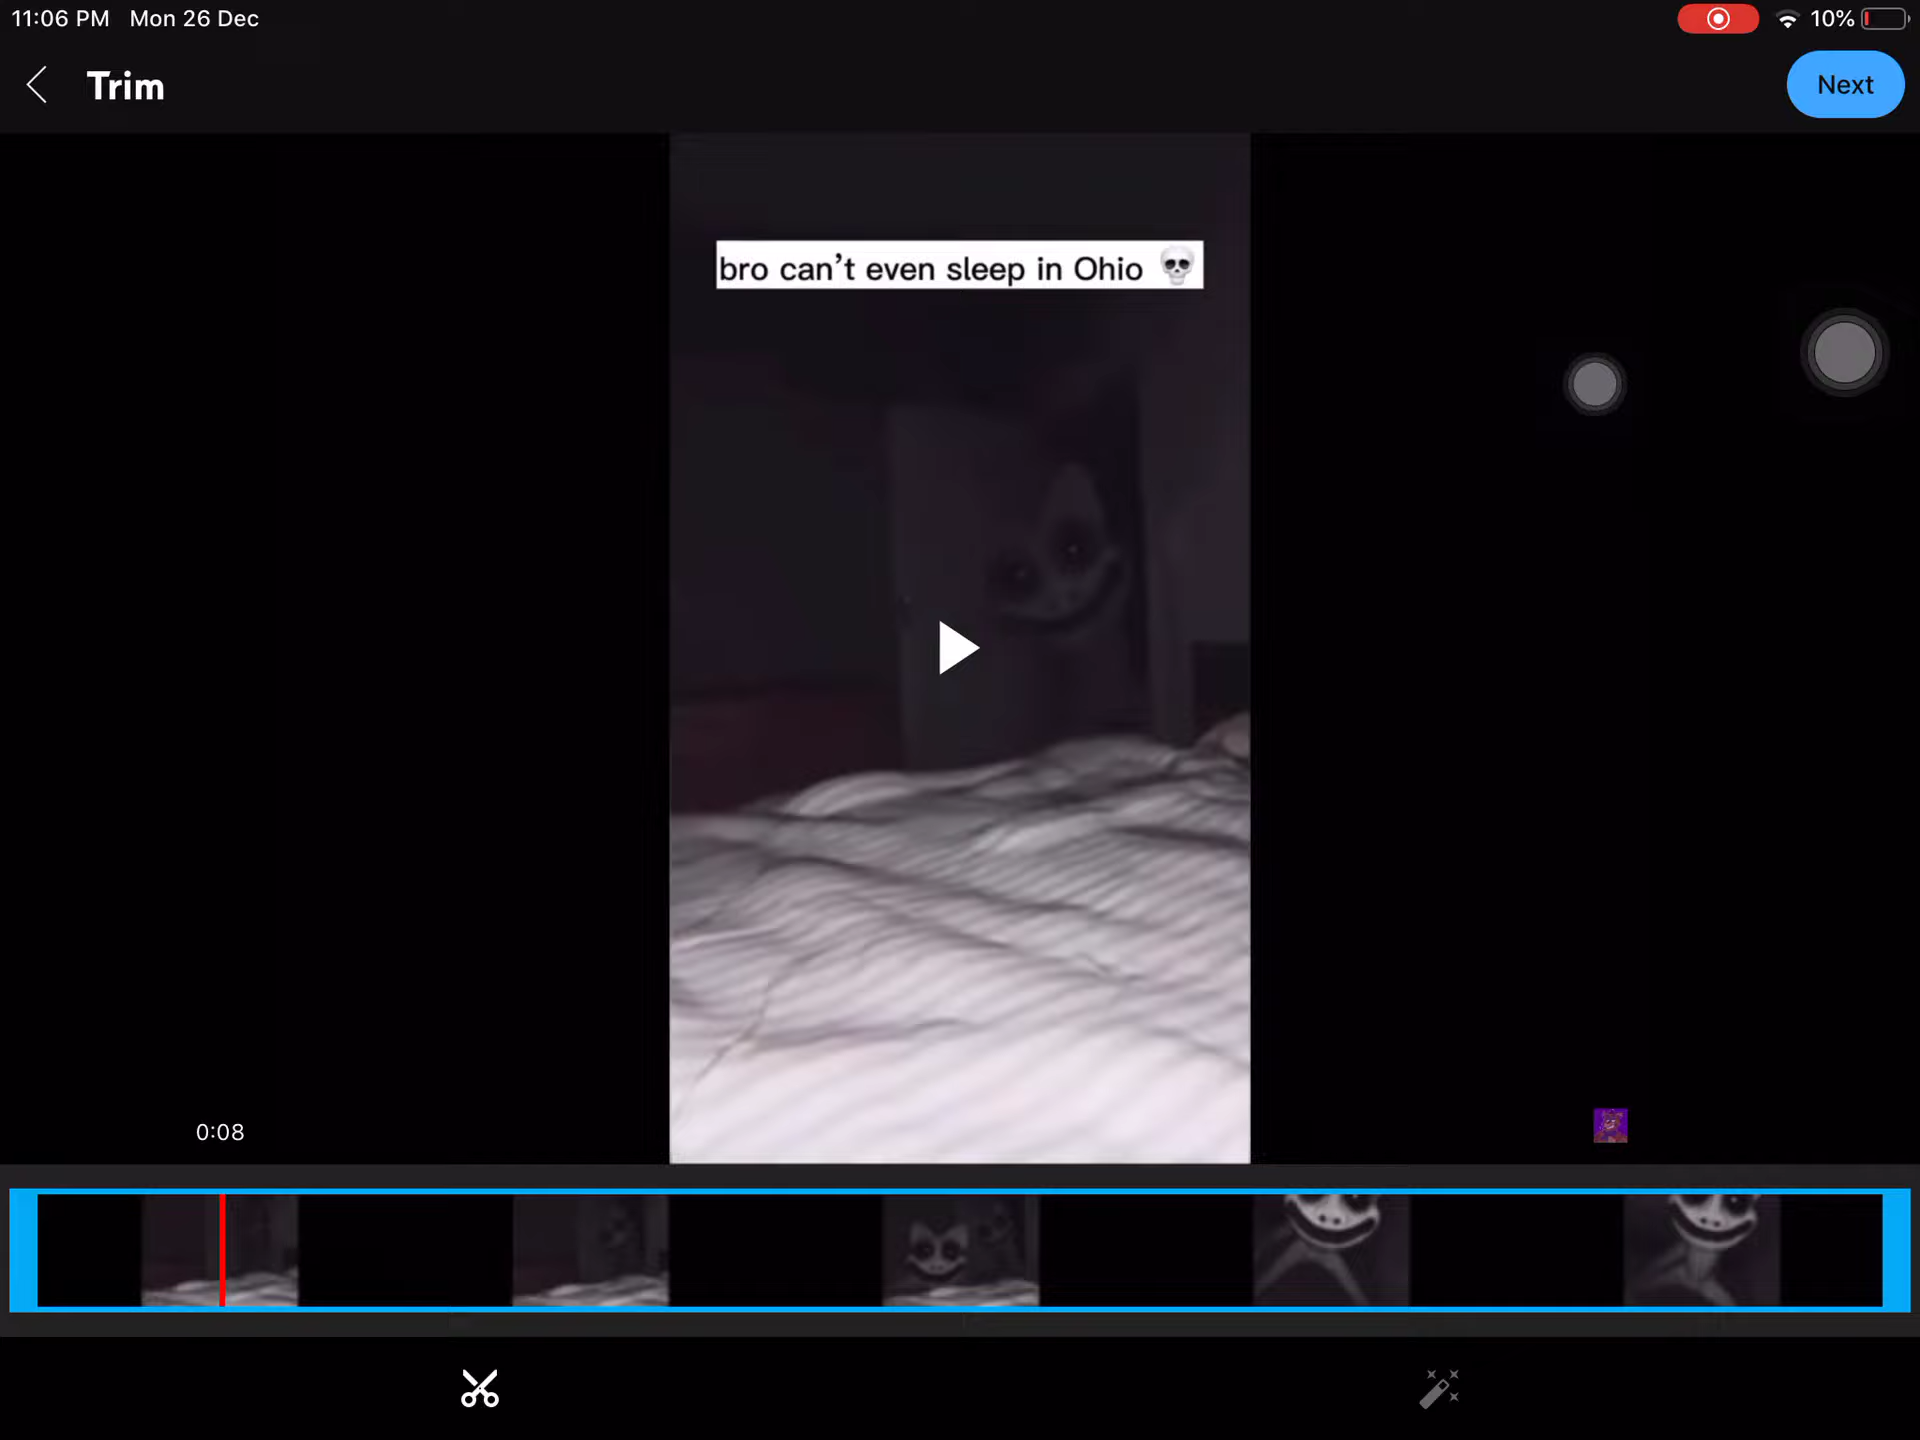 11:06 PM Mon 26 Dec
10%
Trim
Next
bro can't even sleep in Ohio 💀
0:08